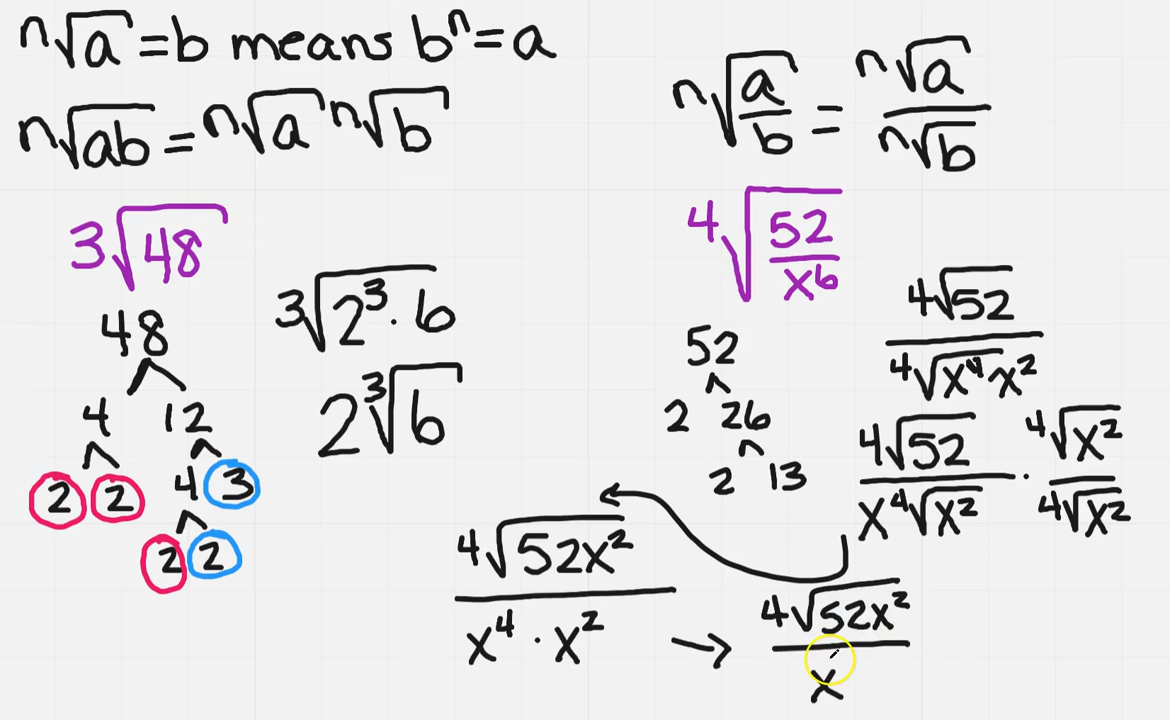 ⁿ√a = b means bⁿ = a
ⁿ√ab = ⁿ√a ⁿ√b
ⁿ√(a/b) = ⁿ√a / ⁿ√b
3√48
48
4 12
2 2 4 3
2 2
3√2³ · 6
2 ³√6
4√(52/x⁶)
52
2 26
2 13
4√52 / 4√x⁴x²
4√52 / x 4√x² · 4√x² / 4√x²
4√52x² / x⁴ · x² → 4√52x² / x